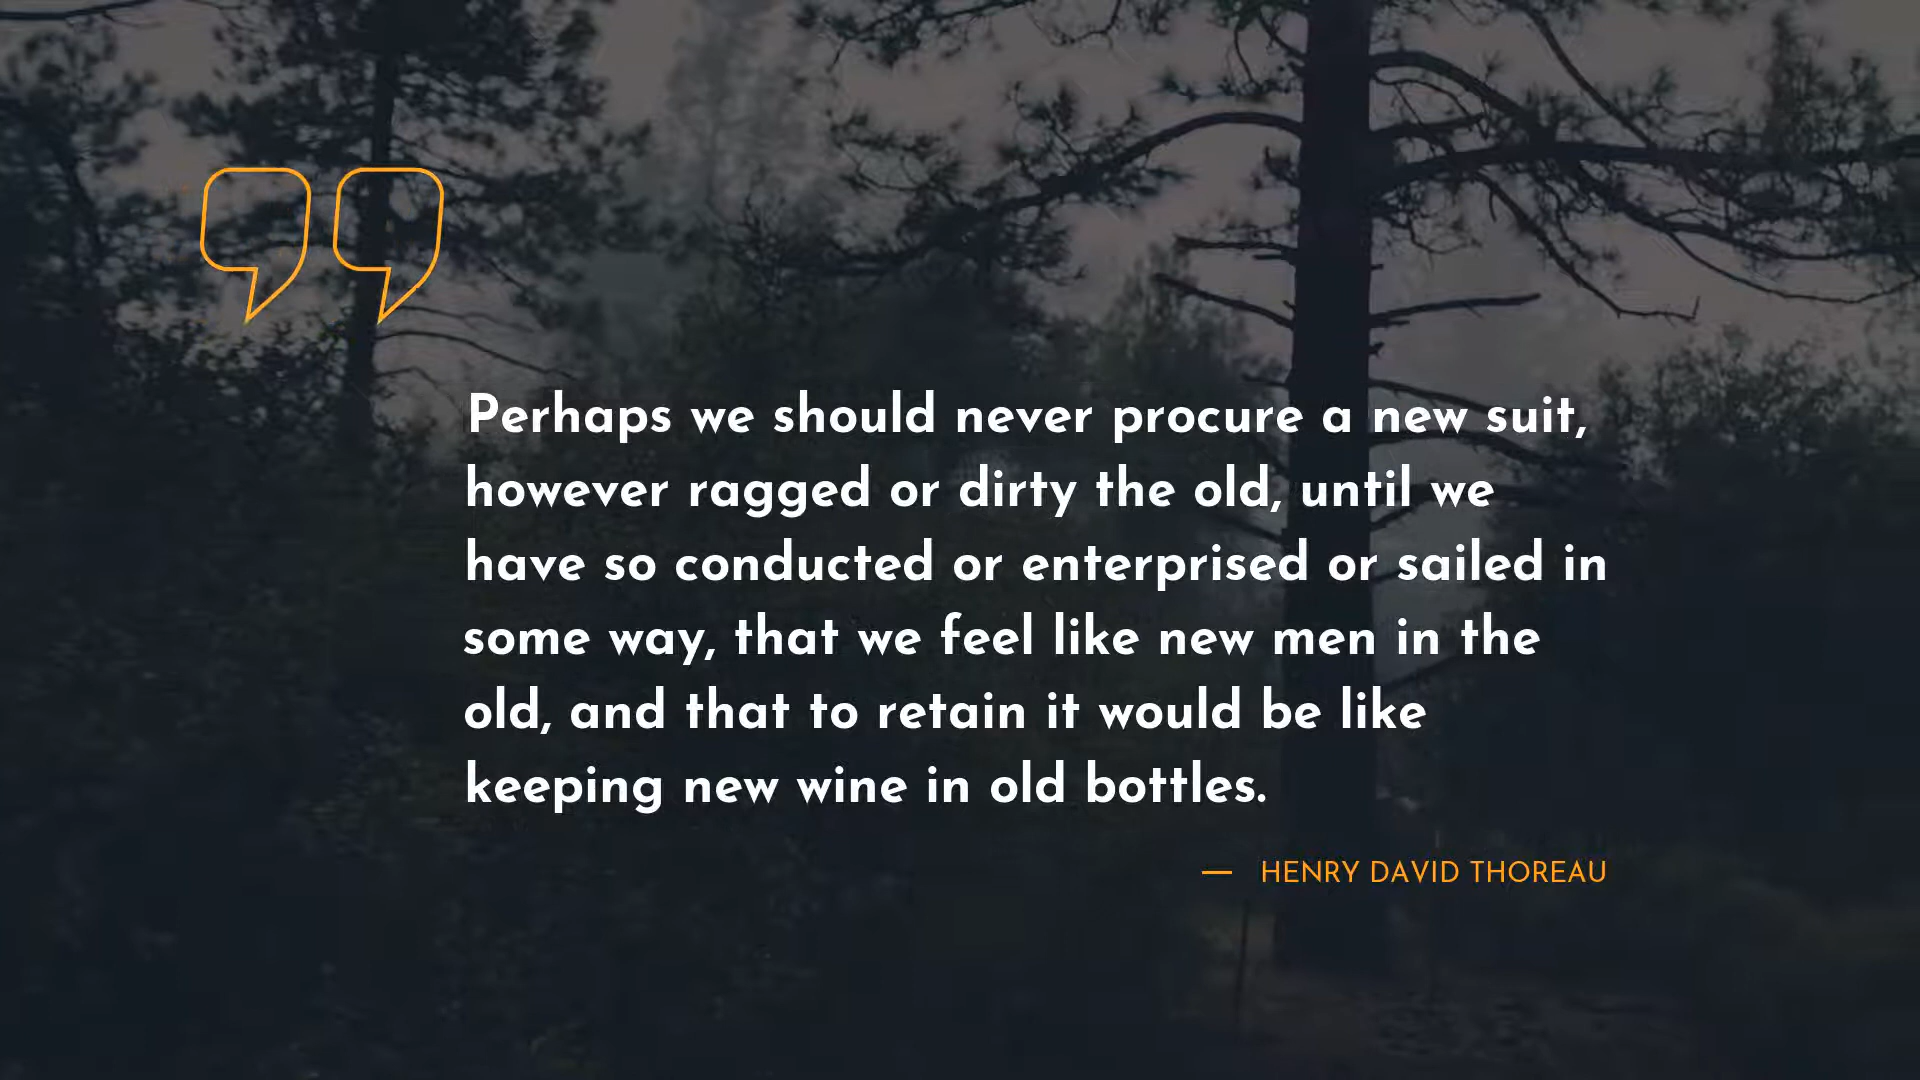 Perhaps we should never procure a new suit,
however ragged or dirty the old, until we
have so conducted or enterprised or sailed in
some way, that we feel like new men in the
old, and that to retain it would be like
keeping new wine in old bottles.
— HENRY DAVID THOREAU